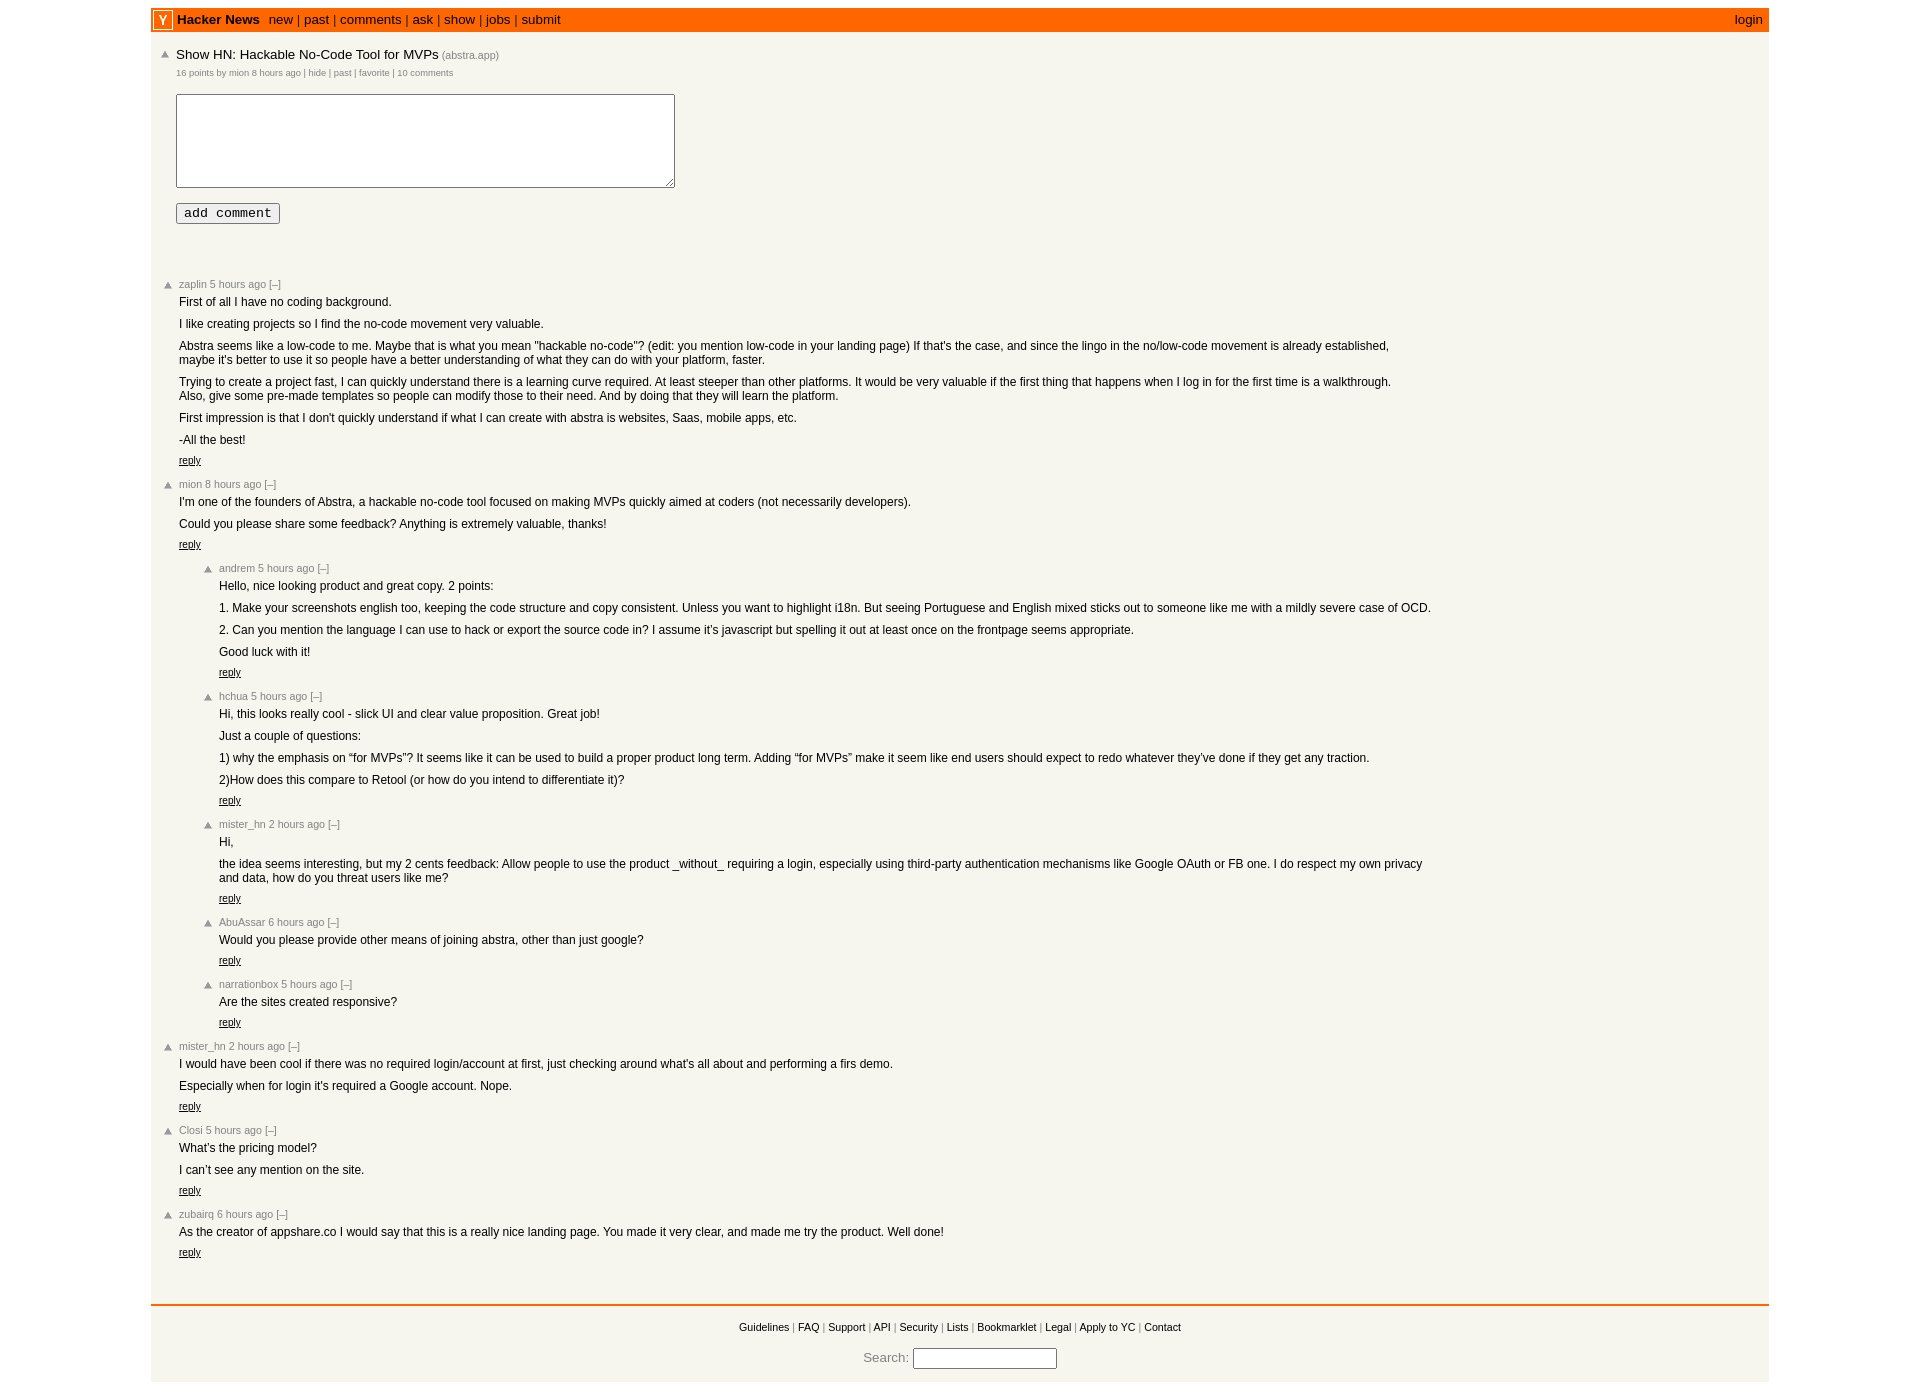 Y Hacker News new | past | comments | ask | show | jobs | submit login
Show HN: Hackable No-Code Tool for MVPs (abstra.app)
16 points by mion 8 hours ago | hide | past | favorite | 10 comments
add comment
zaplin 5 hours ago [–]
First of all I have no coding background.
I like creating projects so I find the no-code movement very valuable.
Abstra seems like a low-code to me. Maybe that is what you mean "hackable no-code"? (edit: you mention low-code in your landing page) If that's the case, and since the lingo in the no/low-code movement is already established,
maybe it's better to use it so people have a better understanding of what they can do with your platform, faster.
Trying to create a project fast, I can quickly understand there is a learning curve required. At least steeper than other platforms. It would be very valuable if the first thing that happens when I log in for the first time is a walkthrough.
Also, give some pre-made templates so people can modify those to their need. And by doing that they will learn the platform.
First impression is that I don't quickly understand if what I can create with abstra is websites, Saas, mobile apps, etc.
-All the best!
reply
mion 8 hours ago [–]
I'm one of the founders of Abstra, a hackable no-code tool focused on making MVPs quickly aimed at coders (not necessarily developers).
Could you please share some feedback? Anything is extremely valuable, thanks!
reply
andrem 5 hours ago [–]
Hello, nice looking product and great copy. 2 points:
1. Make your screenshots english too, keeping the code structure and copy consistent. Unless you want to highlight i18n. But seeing Portuguese and English mixed sticks out to someone like me with a mildly severe case of OCD.
2. Can you mention the language I can use to hack or export the source code in? I assume it’s javascript but spelling it out at least once on the frontpage seems appropriate.
Good luck with it!
reply
hchua 5 hours ago [–]
Hi, this looks really cool - slick UI and clear value proposition. Great job!
Just a couple of questions:
1) why the emphasis on “for MVPs”? It seems like it can be used to build a proper product long term. Adding “for MVPs” make it seem like end users should expect to redo whatever they’ve done if they get any traction.
2)How does this compare to Retool (or how do you intend to differentiate it)?
reply
mister_hn 2 hours ago [–]
Hi,
the idea seems interesting, but my 2 cents feedback: Allow people to use the product _without_ requiring a login, especially using third-party authentication mechanisms like Google OAuth or FB one. I do respect my own privacy
and data, how do you threat users like me?
reply
AbuAssar 6 hours ago [–]
Would you please provide other means of joining abstra, other than just google?
reply
narrationbox 5 hours ago [–]
Are the sites created responsive?
reply
mister_hn 2 hours ago [–]
I would have been cool if there was no required login/account at first, just checking around what's all about and performing a firs demo.
Especially when for login it's required a Google account. Nope.
reply
Closi 5 hours ago [–]
What’s the pricing model?
I can’t see any mention on the site.
reply
zubairq 6 hours ago [–]
As the creator of appshare.co I would say that this is a really nice landing page. You made it very clear, and made me try the product. Well done!
reply
Guidelines | FAQ | Support | API | Security | Lists | Bookmarklet | Legal | Apply to YC | Contact
Search: